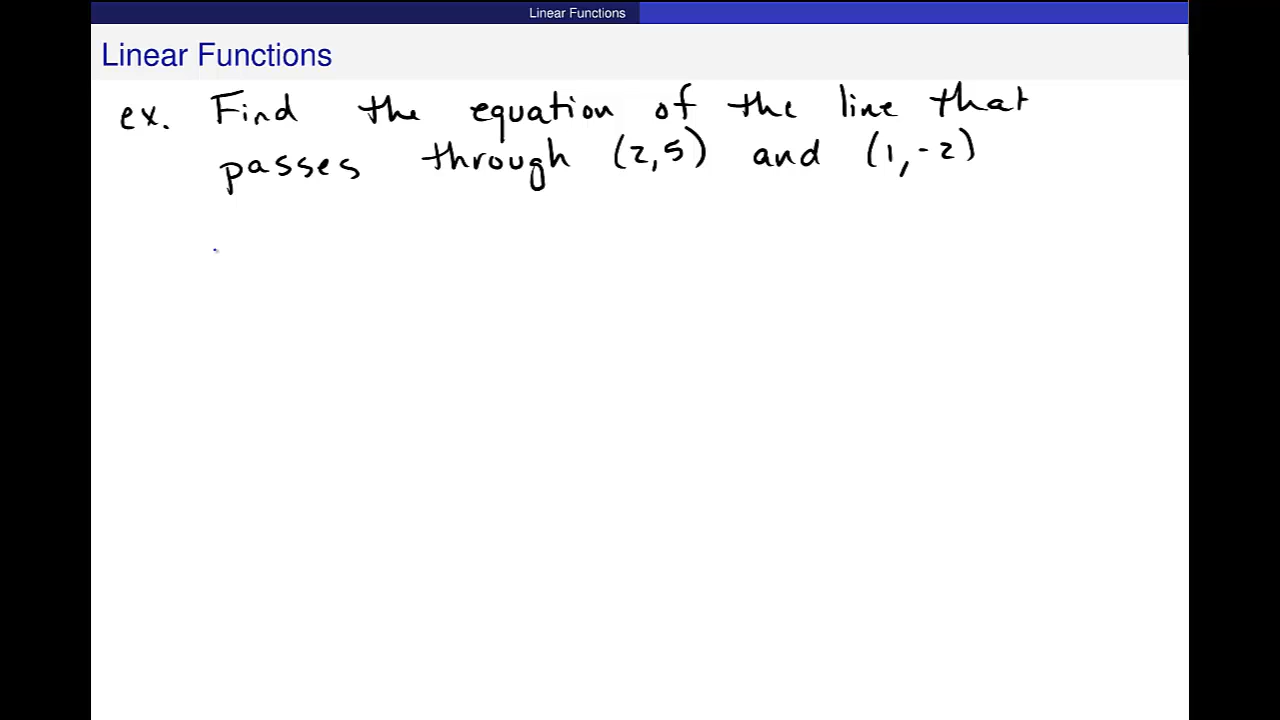 Linear Functions
Linear Functions
ex. Find the equation of the line that
passes through (2,5) and (1,-2)